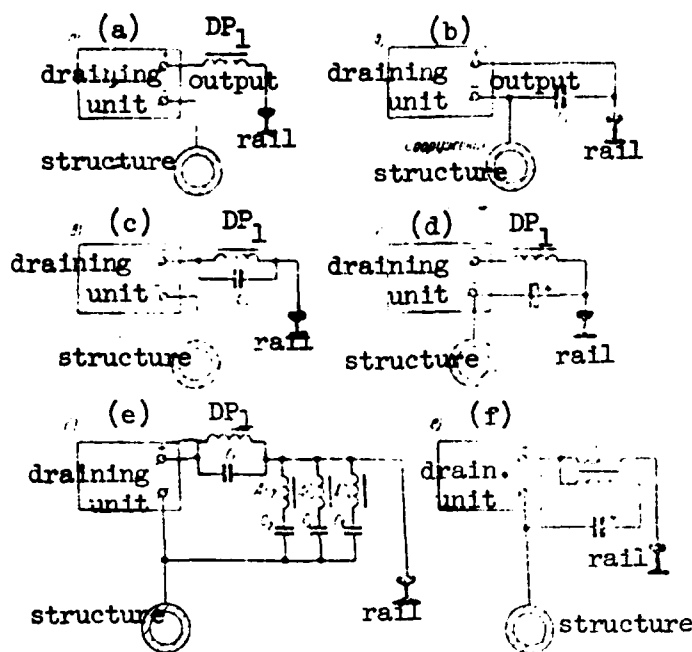 (a)
DP1
draining
unit
output
rail
structure
(b)
draining
unit
output
rail
structure
(c)
DP1
draining
unit
rail
structure
(d)
DP1
draining
unit
rail
structure
(e)
DP1
draining
unit
rail
structure
(f)
drain.
unit
rail
structure